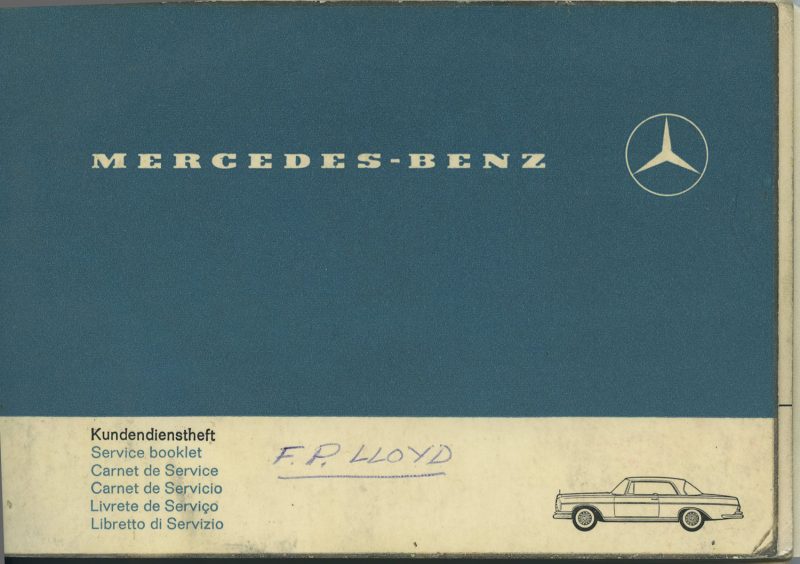 MERCEDES-BENZ
Kundendienstheft
Service booklet
Carnet de Service
Carnet de Servicio
Livrete de Serviço
Libretto di Servizio
F.P. LLOYD